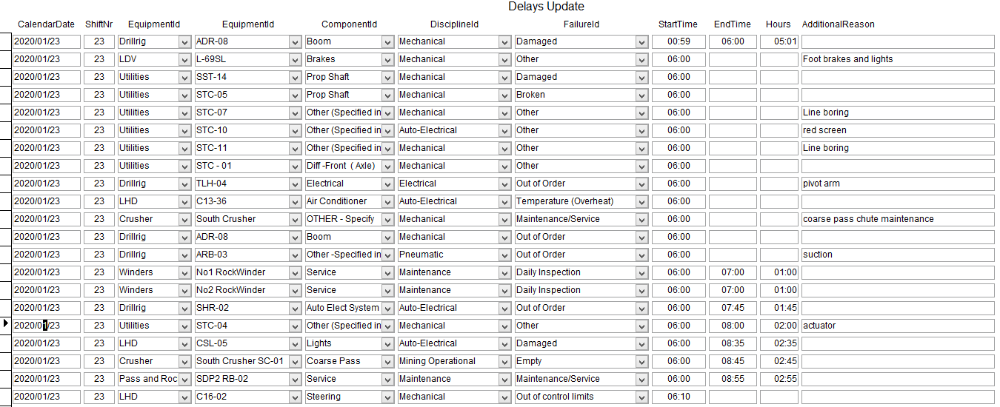 Delays Update
CalendarDate ShiftNr EquipmentId EquipmentId ComponentId DisciplineId FailureId StartTime EndTime Hours AdditionalReason
2020/01/23 23 Drillrig ADR-08 Boom Mechanical Damaged 00:59 06:00 05:01
2020/01/23 23 LDV L-69SL Brakes Mechanical Other 06:00 Foot brakes and lights
2020/01/23 23 Utilities SST-14 Prop Shaft Mechanical Damaged 06:00
2020/01/23 23 Utilities STC-05 Prop Shaft Mechanical Broken 06:00
2020/01/23 23 Utilities STC-07 Other (Specified in Mechanical Other 06:00 Line boring
2020/01/23 23 Utilities STC-10 Other (Specified in Auto-Electrical Other 06:00 red screen
2020/01/23 23 Utilities STC-11 Other (Specified in Mechanical Other 06:00 Line boring
2020/01/23 23 Utilities STC - 01 Diff -Front ( Axle) Mechanical Other 06:00
2020/01/23 23 Drillrig TLH-04 Electrical Electrical Out of Order 06:00 pivot arm
2020/01/23 23 LHD C13-36 Air Conditioner Auto-Electrical Temperature (Overheat) 06:00
2020/01/23 23 Crusher South Crusher OTHER - Specify Mechanical Maintenance/Service 06:00 coarse pass chute maintenance
2020/01/23 23 Drillrig ADR-08 Boom Mechanical Out of Order 06:00
2020/01/23 23 Drillrig ARB-03 Other -Specified in Pneumatic Out of Order 06:00 suction
2020/01/23 23 Winders No1 RockWinder Service Maintenance Daily Inspection 06:00 07:00 01:00
2020/01/23 23 Winders No2 RockWinder Service Maintenance Daily Inspection 06:00 07:00 01:00
2020/01/23 23 Drillrig SHR-02 Auto Elect System Auto-Electrical Out of Order 06:00 07:45 01:45
2020/01/23 23 Utilities STC-04 Other (Specified in Mechanical Other 06:00 08:00 02:00 actuator
2020/01/23 23 LHD CSL-05 Lights Auto-Electrical Damaged 06:00 08:35 02:35
2020/01/23 23 Crusher South Crusher SC-01 Coarse Pass Mining Operational Empty 06:00 08:45 02:45
2020/01/23 23 Pass and Roc SDP2 RB-02 Service Maintenance Maintenance/Service 06:00 08:55 02:55
2020/01/23 23 LHD C16-02 Steering Mechanical Out of control limits 06:10